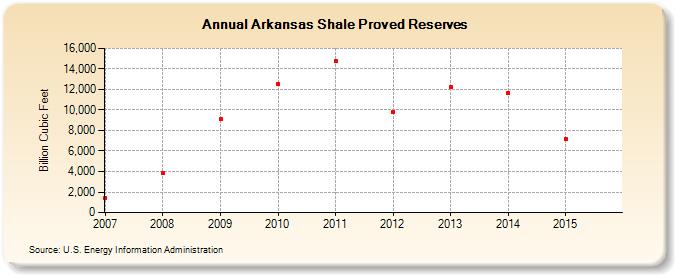 Annual Arkansas Shale Proved Reserves
Billion Cubic Feet
16,000
14,000
12,000
10,000
8,000
6,000
4,000
2,000
0
2007 2008 2009 2010 2011 2012 2013 2014 2015
Source: U.S. Energy Information Administration